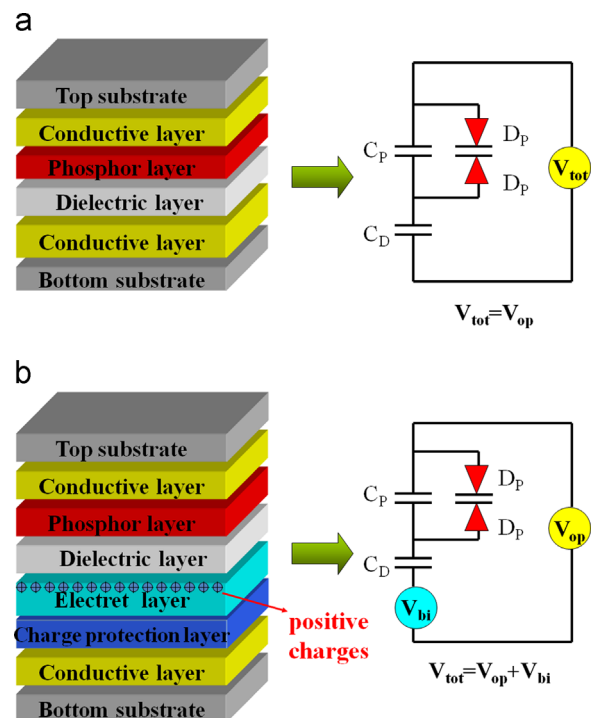 a
Top substrate
Conductive layer
Phosphor layer
Dielectric layer
Conductive layer
Bottom substrate
C_P
D_P
D_P
C_D
V_tot
V_tot=V_op
b
Top substrate
Conductive layer
Phosphor layer
Dielectric layer
Electret layer
Charge protection layer
Conductive layer
Bottom substrate
positive
charges
C_P
D_P
D_P
C_D
V_bi
V_op
V_tot=V_op+V_bi